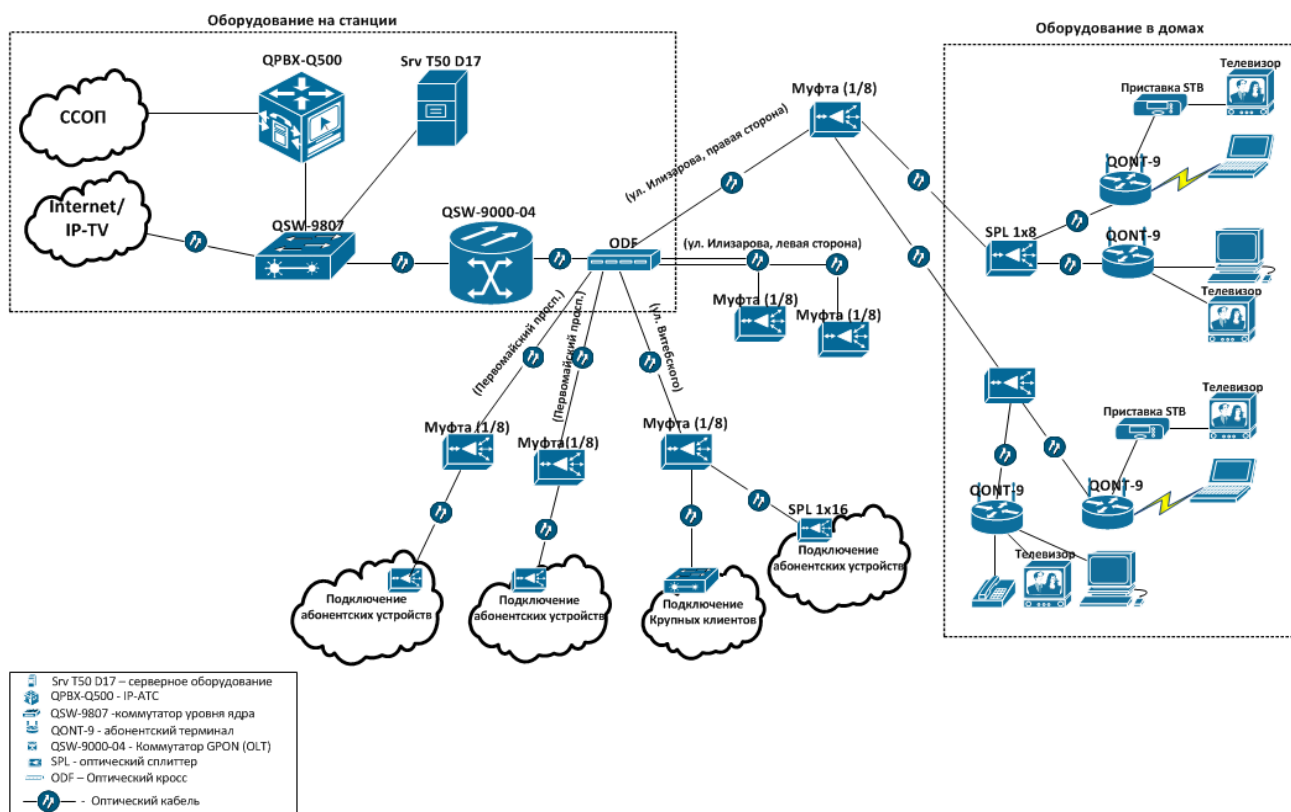 Оборудование на станции
Оборудование в домах
QPBX-Q500
Srv T50 D17
ССОП
Internet/
IP-TV
QSW-9807
QSW-9000-04
ODF
Муфта (1/8)
(ул. Илизарова, правая сторона)
(ул. Илизарова, левая сторона)
Муфта (1/8)
Муфта (1/8)
(Первомайский просп.)
(Первомайский просп.)
(ул. Витебского)
Муфта (1/8)
Муфта(1/8)
Муфта (1/8)
SPL 1x16
Подключение
абонентских устройств
Подключение
абонентских устройств
Подключение
абонентских устройств
Подключение
Крупных клиентов
Телевизор
Приставка STB
QONT-9
SPL 1x8
QONT-9
Телевизор
Телевизор
Приставка STB
QONT-9
QONT-9
Телевизор
Srv T50 D17 – серверное оборудование
QPBX-Q500 - IP-АТС
QSW-9807 -коммутатор уровня ядра
QONT-9 - абонентский терминал
QSW-9000-04 - Коммутатор GPON (OLT)
SPL - оптический сплиттер
ODF – Оптический кросс
- Оптический кабель